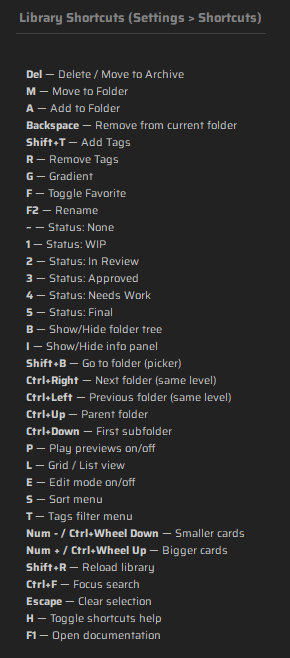 Library Shortcuts (Settings > Shortcuts)
Del — Delete / Move to Archive
M — Move to Folder
A — Add to Folder
Backspace — Remove from current folder
Shift+T — Add Tags
R — Remove Tags
G — Gradient
F — Toggle Favorite
F2 — Rename
~ — Status: None
1 — Status: WIP
2 — Status: In Review
3 — Status: Approved
4 — Status: Needs Work
5 — Status: Final
B — Show/Hide folder tree
I — Show/Hide info panel
Shift+B — Go to folder (picker)
Ctrl+Right — Next folder (same level)
Ctrl+Left — Previous folder (same level)
Ctrl+Up — Parent folder
Ctrl+Down — First subfolder
P — Play previews on/off
L — Grid / List view
E — Edit mode on/off
S — Sort menu
T — Tags filter menu
Num - / Ctrl+Wheel Down — Smaller cards
Num + / Ctrl+Wheel Up — Bigger cards
Shift+R — Reload library
Ctrl+F — Focus search
Escape — Clear selection
H — Toggle shortcuts help
F1 — Open documentation